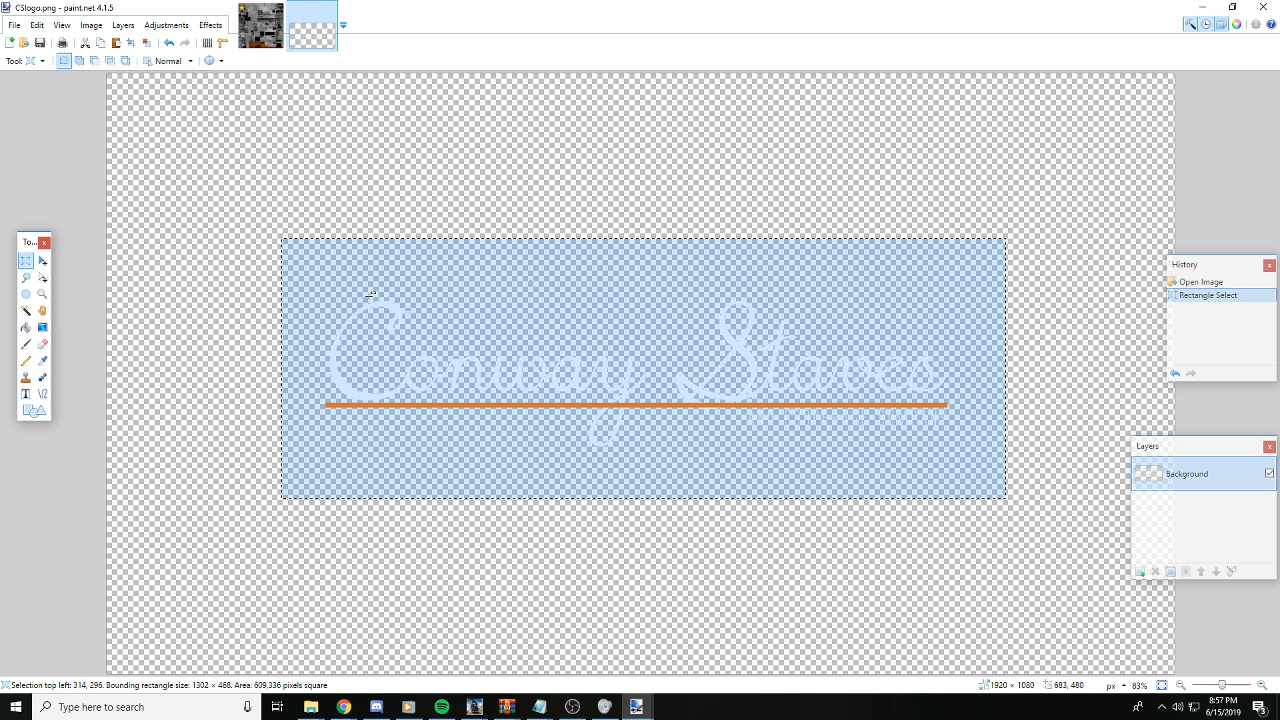 CSlogo.png - paint.net 4.1.5
File Edit View Image Layers Adjustments Effects
Tool: Normal
To...
History
Open Image
Rectangle Select
Conway Staves
Layers
Background
Selection top left: 314, 296. Bounding rectangle size: 1302 × 468. Area: 609,336 pixels square
1920 × 1080
683, 480
px
83%
Type here to search
8:57 PM
6/15/2019